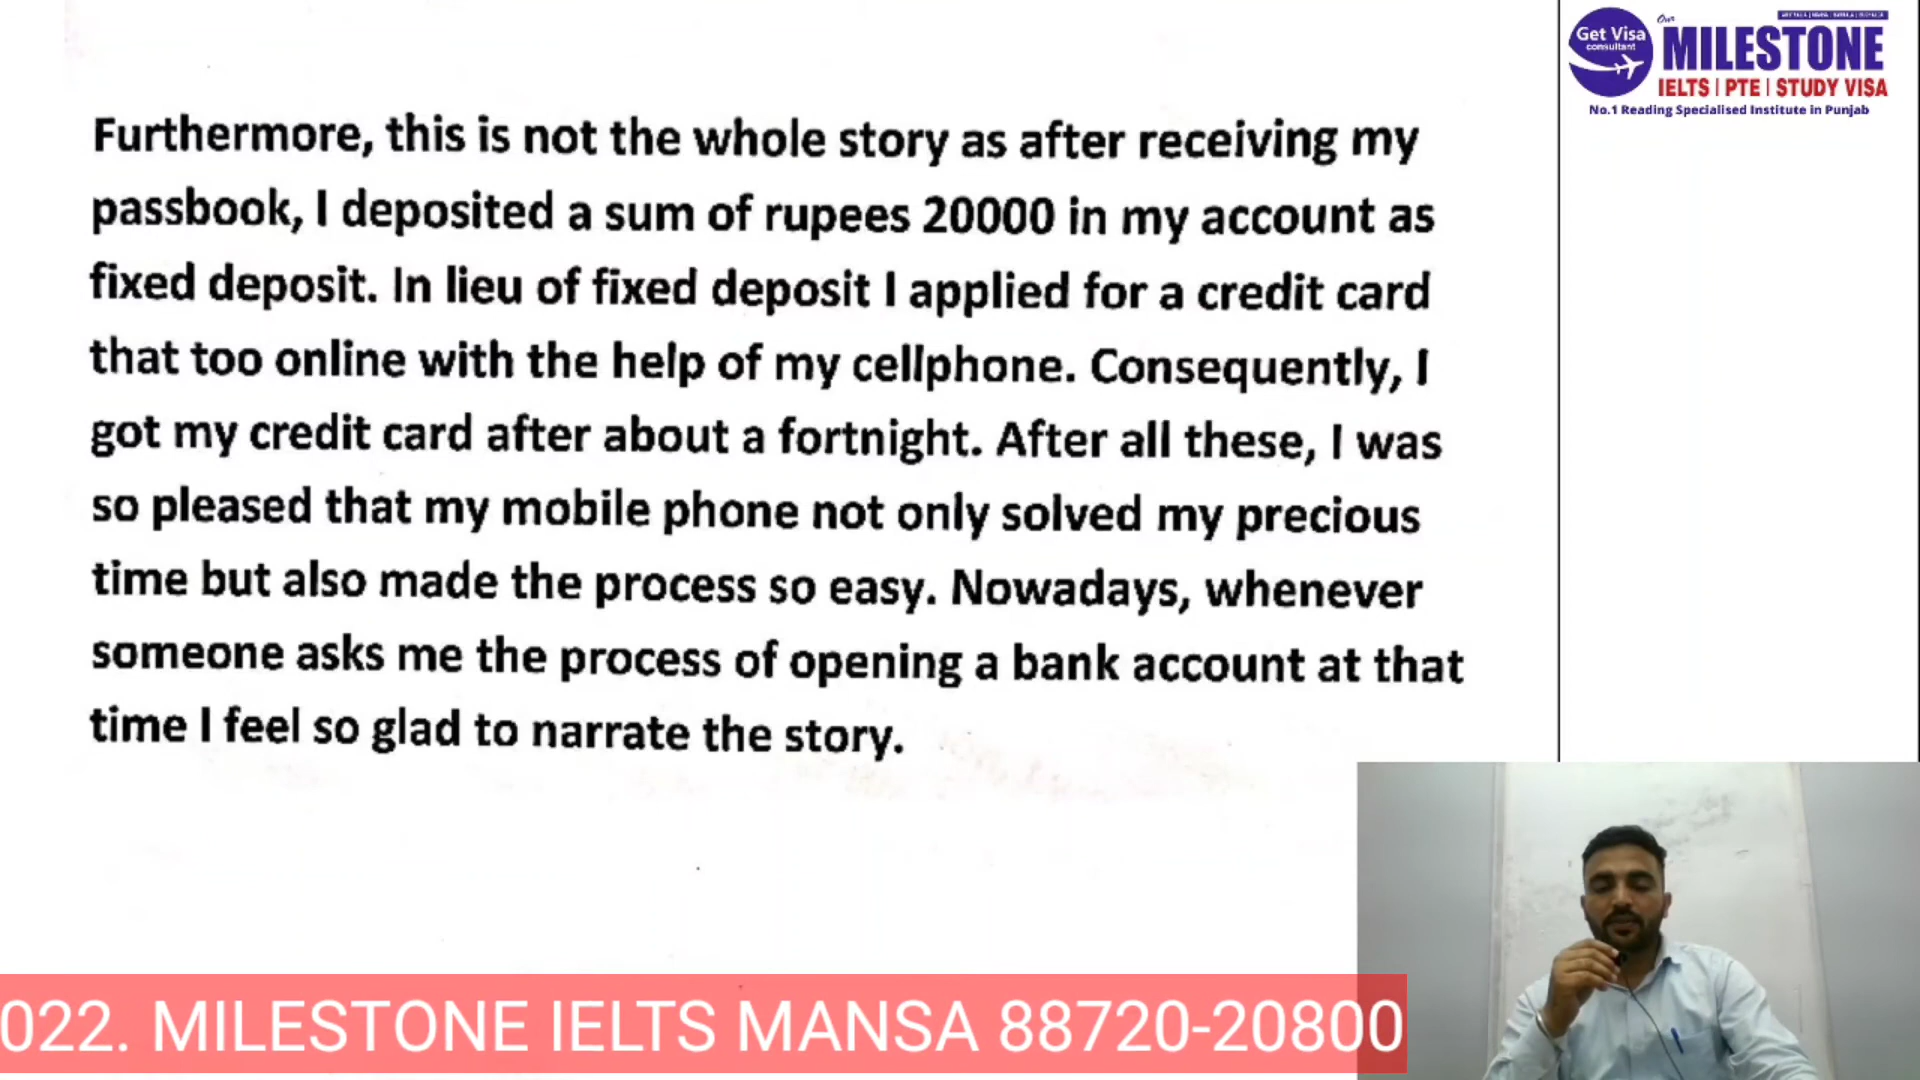 Our
Get Visa
consultant
MILESTONE
IELTS | PTE | STUDY VISA
No.1 Reading Specialised Institute in Punjab
Furthermore, this is not the whole story as after receiving my
passbook, I deposited a sum of rupees 20000 in my account as
fixed deposit. In lieu of fixed deposit I applied for a credit card
that too online with the help of my cellphone. Consequently, I
got my credit card after about a fortnight. After all these, I was
so pleased that my mobile phone not only solved my precious
time but also made the process so easy. Nowadays, whenever
someone asks me the process of opening a bank account at that
time I feel so glad to narrate the story.
022. MILESTONE IELTS MANSA 88720-20800